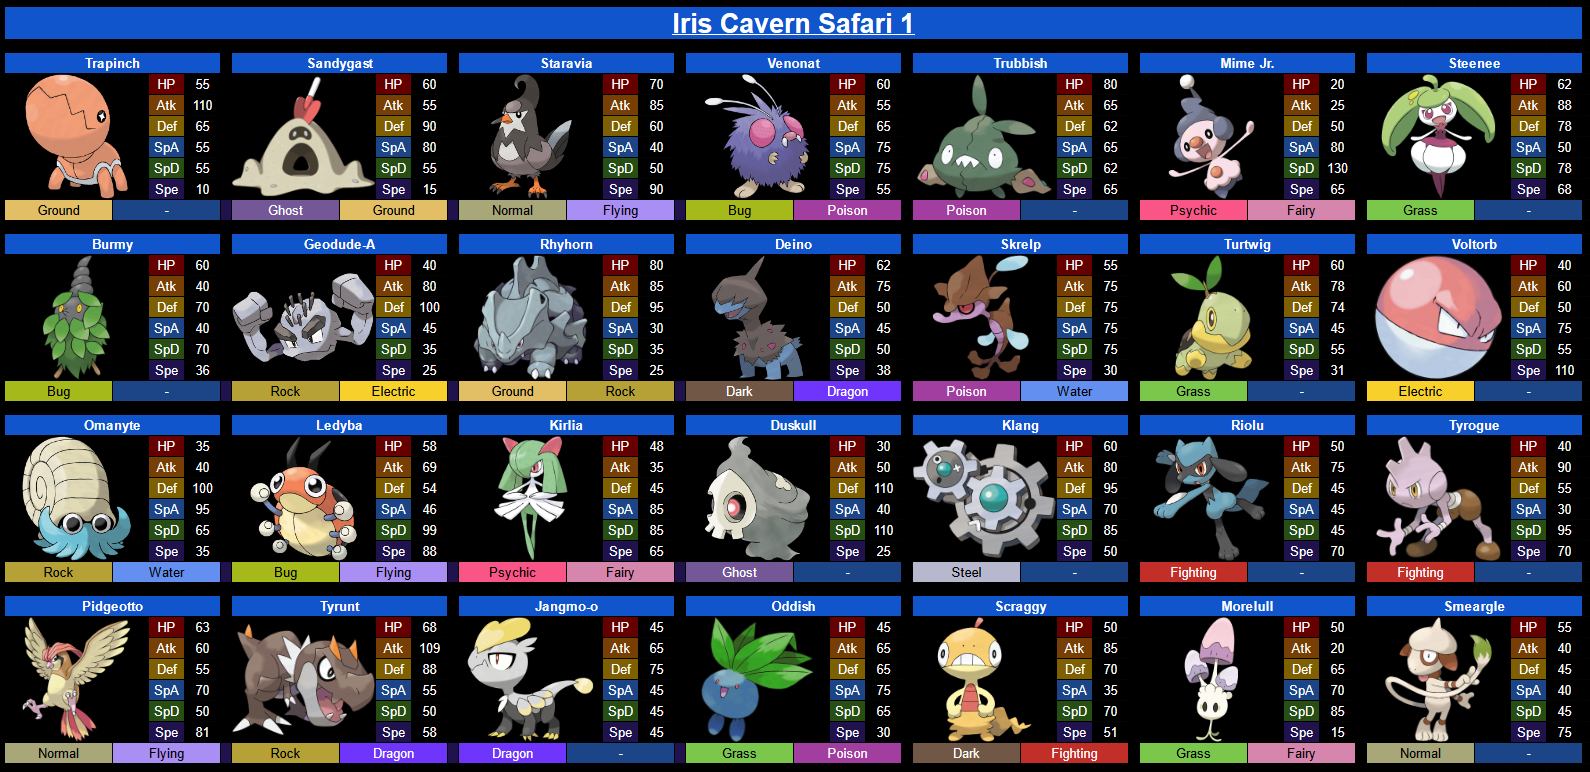 Iris Cavern Safari 1
Trapinch
HP 55
Atk 110
Def 65
SpA 55
SpD 55
Spe 10
Ground -
Sandygast
HP 60
Atk 55
Def 90
SpA 80
SpD 55
Spe 15
Ghost Ground
Staravia
HP 70
Atk 85
Def 60
SpA 40
SpD 50
Spe 90
Normal Flying
Venonat
HP 60
Atk 55
Def 65
SpA 75
SpD 75
Spe 55
Bug Poison
Trubbish
HP 80
Atk 65
Def 62
SpA 65
SpD 62
Spe 65
Poison -
Mime Jr.
HP 20
Atk 25
Def 50
SpA 80
SpD 130
Spe 65
Psychic Fairy
Steenee
HP 62
Atk 88
Def 78
SpA 50
SpD 78
Spe 68
Grass -
Burmy
HP 60
Atk 40
Def 70
SpA 40
SpD 70
Spe 36
Bug -
Geodude-A
HP 40
Atk 80
Def 100
SpA 45
SpD 35
Spe 25
Rock Electric
Rhyhorn
HP 80
Atk 85
Def 95
SpA 30
SpD 35
Spe 25
Ground Rock
Deino
HP 62
Atk 75
Def 50
SpA 45
SpD 50
Spe 38
Dark Dragon
Skrelp
HP 55
Atk 75
Def 75
SpA 75
SpD 75
Spe 30
Poison Water
Turtwig
HP 60
Atk 78
Def 74
SpA 45
SpD 55
Spe 31
Grass -
Voltorb
HP 40
Atk 60
Def 50
SpA 75
SpD 55
Spe 110
Electric -
Omanyte
HP 35
Atk 40
Def 100
SpA 95
SpD 65
Spe 35
Rock Water
Ledyba
HP 58
Atk 69
Def 54
SpA 46
SpD 99
Spe 88
Bug Flying
Kirlia
HP 48
Atk 35
Def 45
SpA 85
SpD 85
Spe 65
Psychic Fairy
Duskull
HP 30
Atk 50
Def 110
SpA 40
SpD 110
Spe 25
Ghost -
Klang
HP 60
Atk 80
Def 95
SpA 70
SpD 85
Spe 50
Steel -
Riolu
HP 50
Atk 75
Def 45
SpA 45
SpD 45
Spe 70
Fighting -
Tyrogue
HP 40
Atk 90
Def 55
SpA 30
SpD 95
Spe 70
Fighting -
Pidgeotto
HP 63
Atk 60
Def 55
SpA 70
SpD 50
Spe 81
Normal Flying
Tyrunt
HP 68
Atk 109
Def 88
SpA 55
SpD 50
Spe 58
Rock Dragon
Jangmo-o
HP 45
Atk 65
Def 75
SpA 45
SpD 45
Spe 45
Dragon -
Oddish
HP 45
Atk 65
Def 65
SpA 75
SpD 65
Spe 30
Grass Poison
Scraggy
HP 50
Atk 85
Def 70
SpA 35
SpD 70
Spe 51
Dark Fighting
Morelull
HP 50
Atk 20
Def 65
SpA 70
SpD 85
Spe 15
Grass Fairy
Smeargle
HP 55
Atk 40
Def 45
SpA 40
SpD 45
Spe 75
Normal -